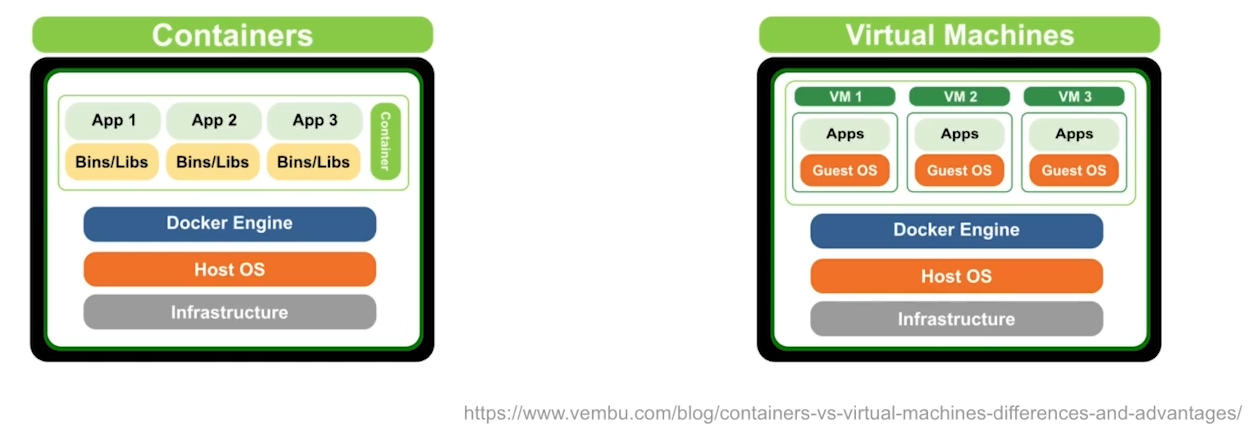 Containers
App 1 App 2 App 3
Container
Bins/Libs Bins/Libs Bins/Libs
Docker Engine
Host OS
Infrastructure
Virtual Machines
VM 1 VM 2 VM 3
Apps Apps Apps
Guest OS Guest OS Guest OS
Docker Engine
Host OS
Infrastructure
https://www.vembu.com/blog/containers-vs-virtual-machines-differences-and-advantages/